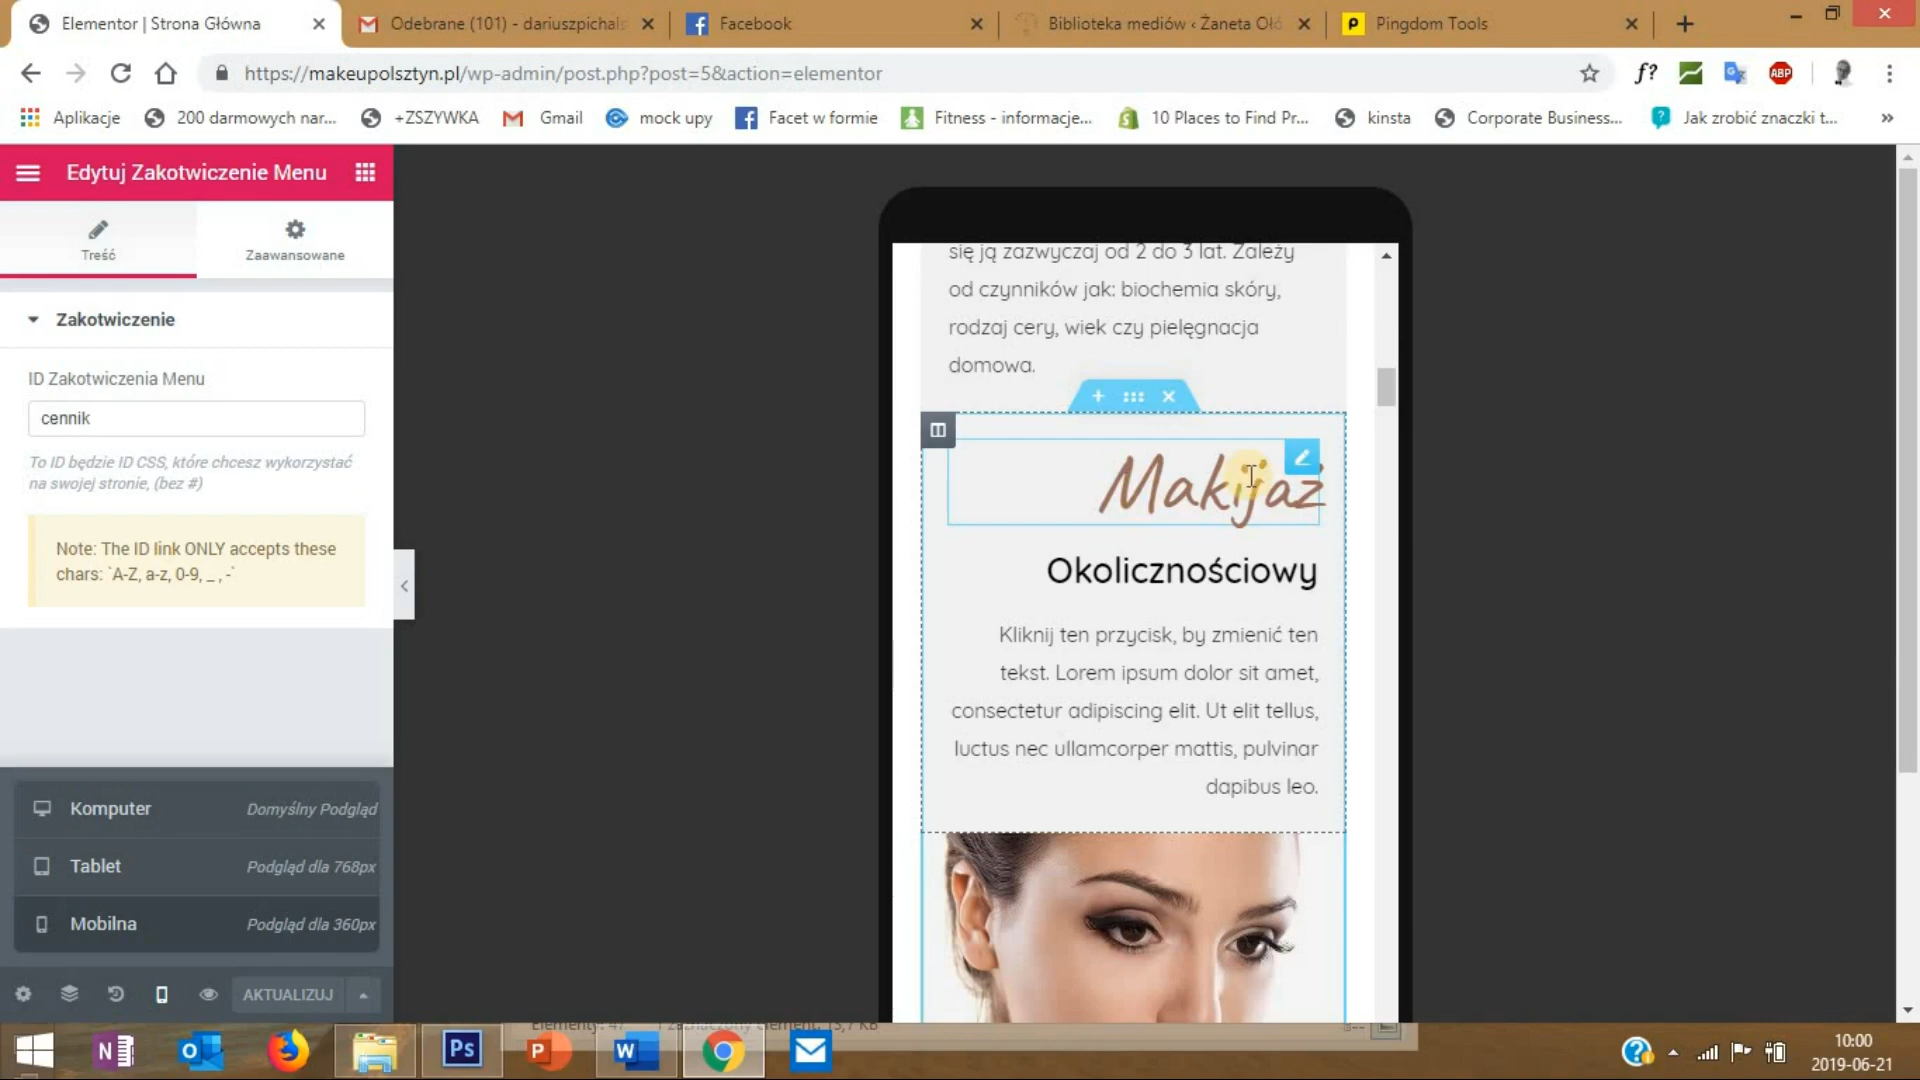 Elementor | Strona Główna
Odebrane (101) - dariuszpichals
Facebook
Biblioteka mediów ‹ Żaneta Ołó
Pingdom Tools
https://makeupolsztyn.pl/wp-admin/post.php?post=5&action=elementor
f?
ABP
Aplikacje
200 darmowych nar...
+ZSZYWKA
Gmail
mock upy
Facet w formie
Fitness - informacje...
10 Places to Find Pr...
kinsta
Corporate Business...
Jak zrobić znaczki t...
»
Edytuj Zakotwiczenie Menu
Treść
Zaawansowane
Zakotwiczenie
ID Zakotwiczenia Menu
cennik
To ID będzie ID CSS, które chcesz wykorzystać
na swojej stronie, (bez #)
Note: The ID link ONLY accepts these
chars: `A-Z, a-z, 0-9, _ , -`
Komputer
Domyślny Podgląd
Tablet
Podgląd dla 768px
Mobilna
Podgląd dla 360px
AKTUALIZUJ
się ją zazwyczaj od 2 do 3 lat. Zależy
od czynników jak: biochemia skóry,
rodzaj cery, wiek czy pielęgnacja
domowa.
Makijaż
Okolicznościowy
Kliknij ten przycisk, by zmienić ten
tekst. Lorem ipsum dolor sit amet,
consectetur adipiscing elit. Ut elit tellus,
luctus nec ullamcorper mattis, pulvinar
dapibus leo.
Ps
10:00
2019-06-21